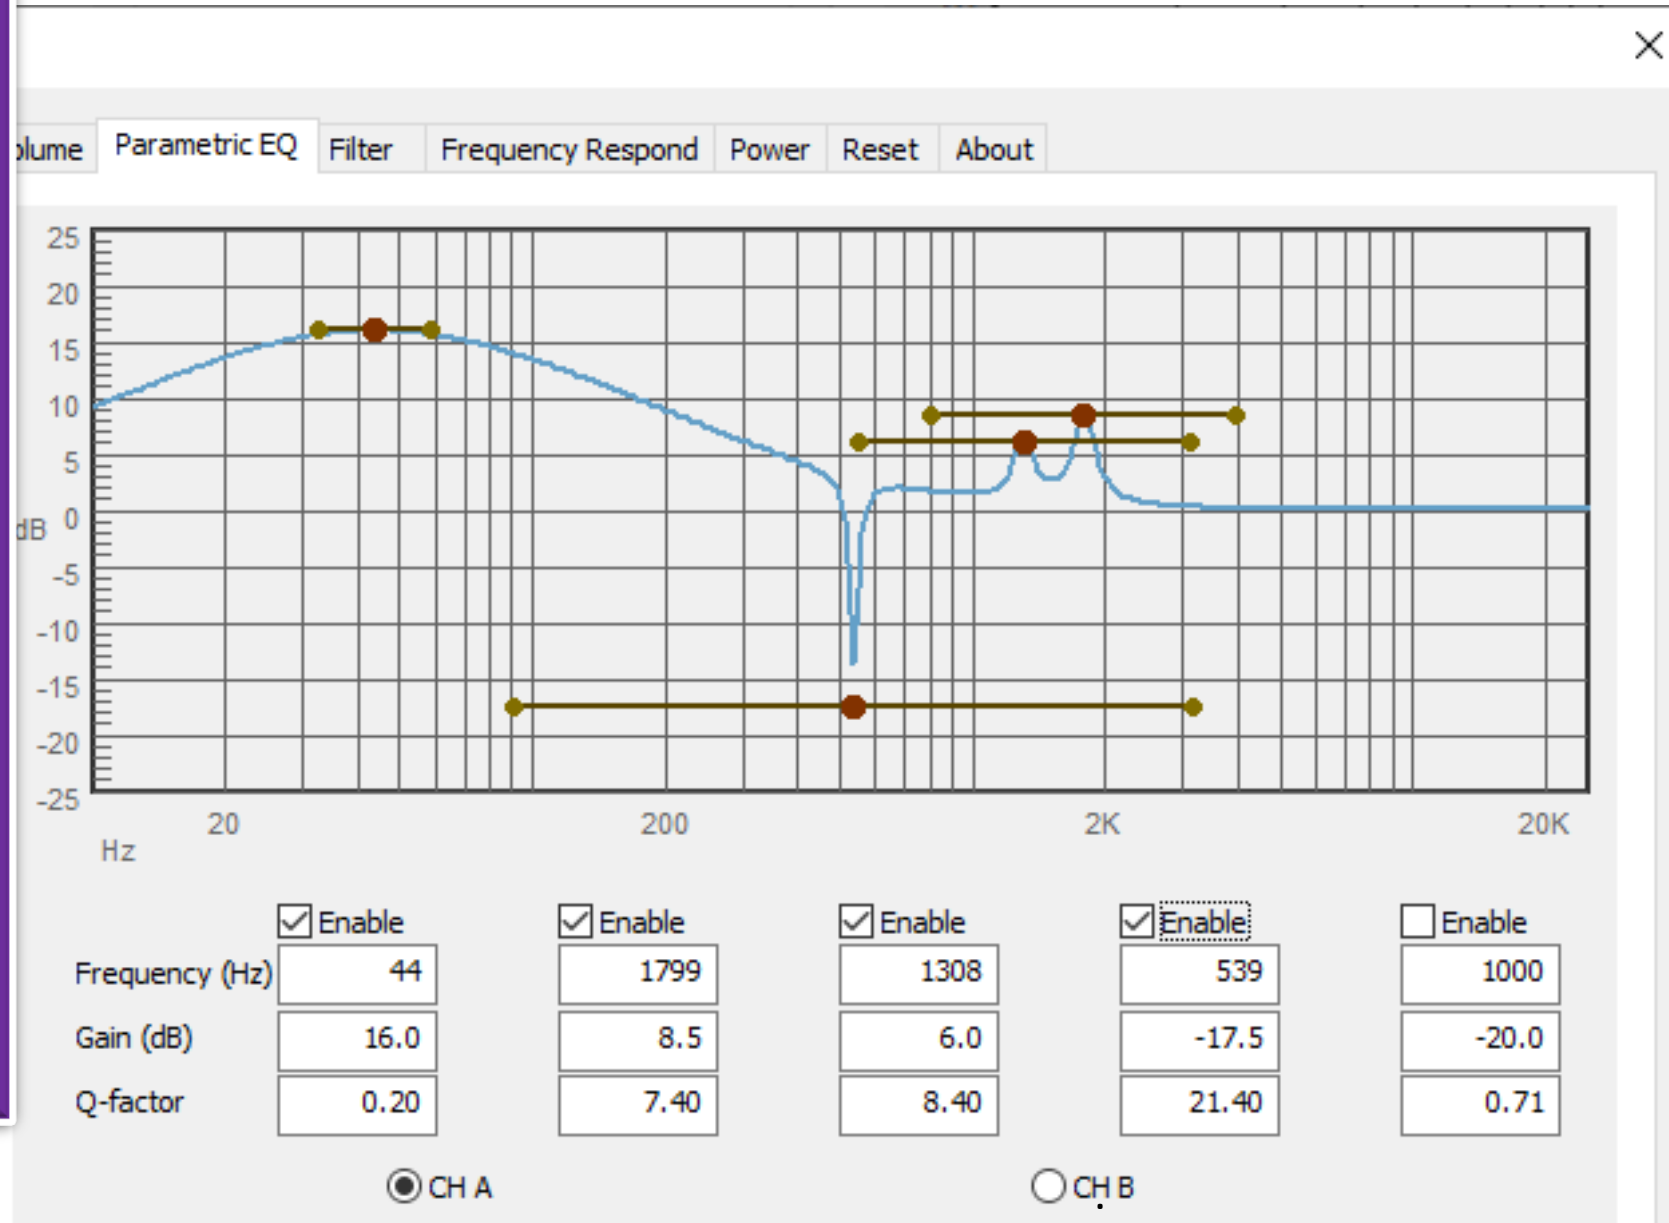 olume Parametric EQ Filter Frequency Respond Power Reset About
25
20
15
10
5
0
dB
-5
-10
-15
-20
-25
20 200 2K 20K
Hz
Enable Enable Enable Enable Enable
Frequency (Hz) 44 1799 1308 539 1000
Gain (dB) 16.0 8.5 6.0 -17.5 -20.0
Q-factor 0.20 7.40 8.40 21.40 0.71
CH A CH B